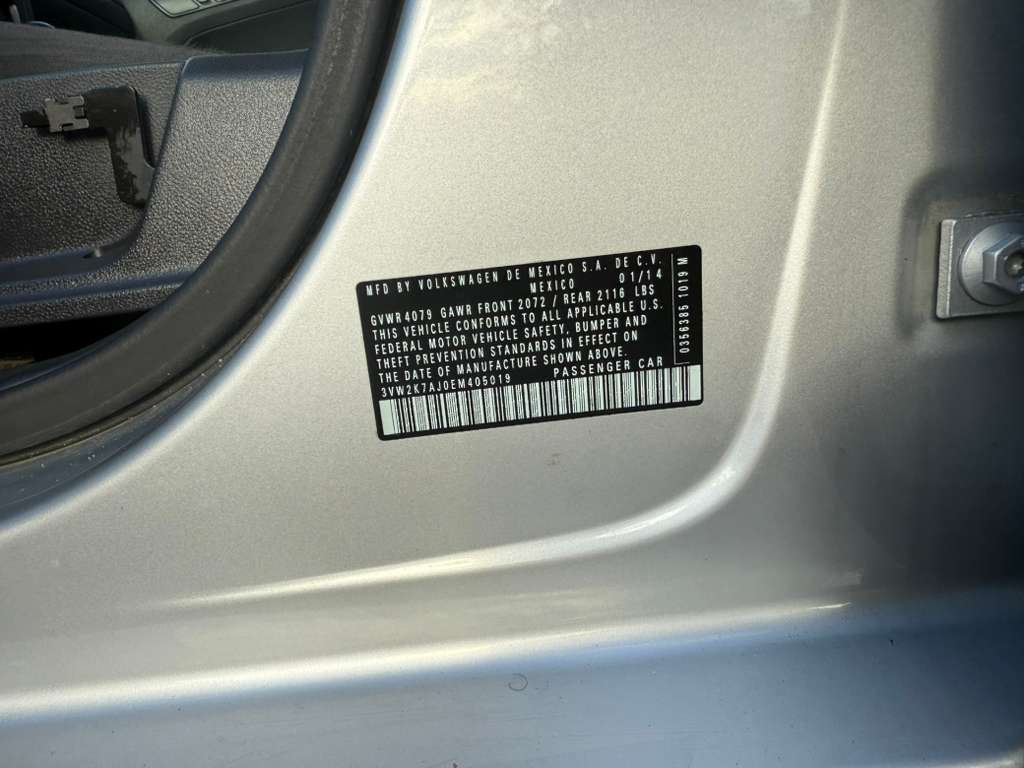 MFD BY VOLKSWAGEN DE MEXICO S.A. DE C.V.
MEXICO 01/14
GVWR 4079 GAWR FRONT 2072 / REAR 2116 LBS
THIS VEHICLE CONFORMS TO ALL APPLICABLE U.S.
FEDERAL MOTOR VEHICLE SAFETY, BUMPER AND
THEFT PREVENTION STANDARDS IN EFFECT ON
THE DATE OF MANUFACTURE SHOWN ABOVE.
3VW2K7AJ0EM405019 PASSENGER CAR
0356385 1019 M